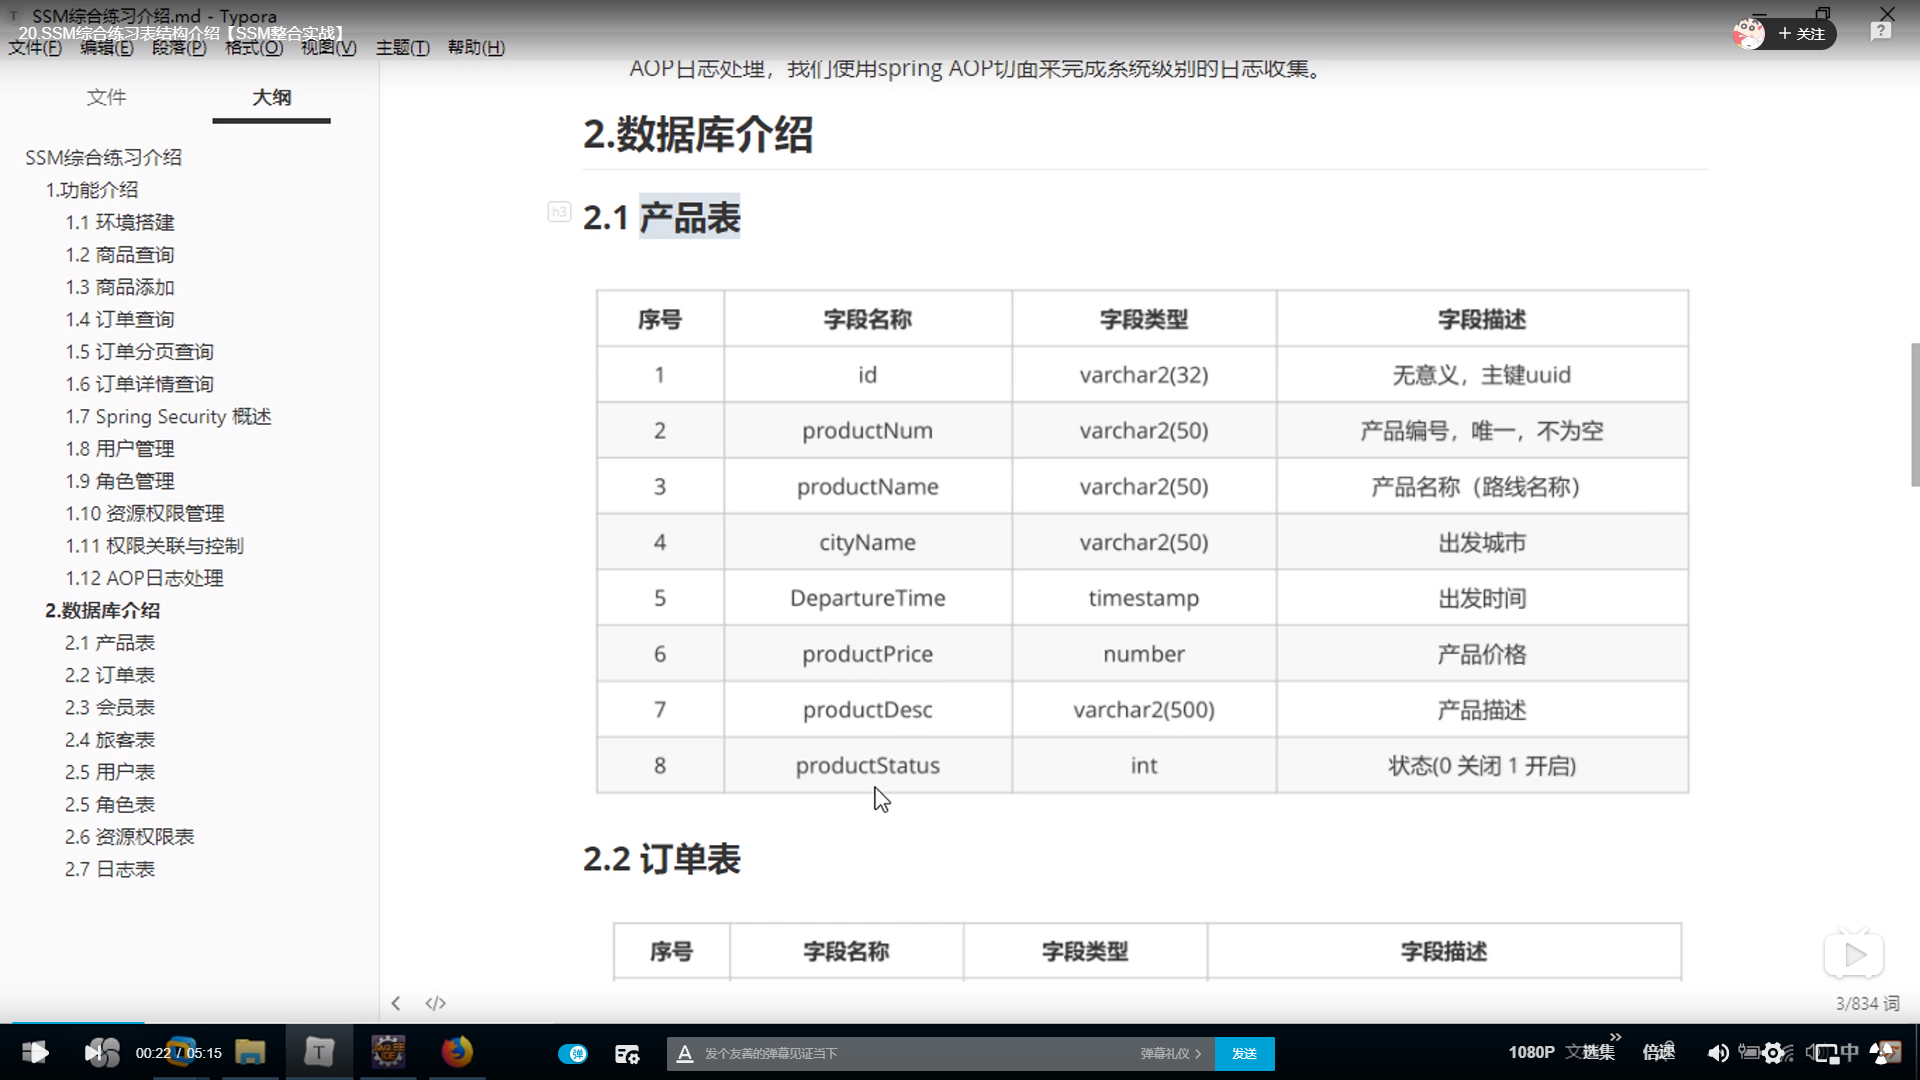 SSM综合练习介绍.md - Typora
20.SSM综合练习表结构介绍【SSM整合实战】
+ 关注
文件(F) 编辑(E) 段落(P) 格式(O) 视图(V) 主题(T) 帮助(H)
文件 大纲
SSM综合练习介绍
1.功能介绍
1.1 环境搭建
1.2 商品查询
1.3 商品添加
1.4 订单查询
1.5 订单分页查询
1.6 订单详情查询
1.7 Spring Security 概述
1.8 用户管理
1.9 角色管理
1.10 资源权限管理
1.11 权限关联与控制
1.12 AOP日志处理
2.数据库介绍
2.1 产品表
2.2 订单表
2.3 会员表
2.4 旅客表
2.5 用户表
2.5 角色表
2.6 资源权限表
2.7 日志表
AOP日志处理，我们使用spring AOP切面来完成系统级别的日志收集。
2.数据库介绍
h3
2.1 产品表
序号 字段名称 字段类型 字段描述
1 id varchar2(32) 无意义，主键uuid
2 productNum varchar2(50) 产品编号，唯一，不为空
3 productName varchar2(50) 产品名称（路线名称）
4 cityName varchar2(50) 出发城市
5 DepartureTime timestamp 出发时间
6 productPrice number 产品价格
7 productDesc varchar2(500) 产品描述
8 productStatus int 状态(0 关闭 1 开启)
2.2 订单表
序号 字段名称 字段类型 字段描述
3/834 词
00:22 / 05:15
弹
发个友善的弹幕见证当下
弹幕礼仪
发送
1080P
选集
倍速
中